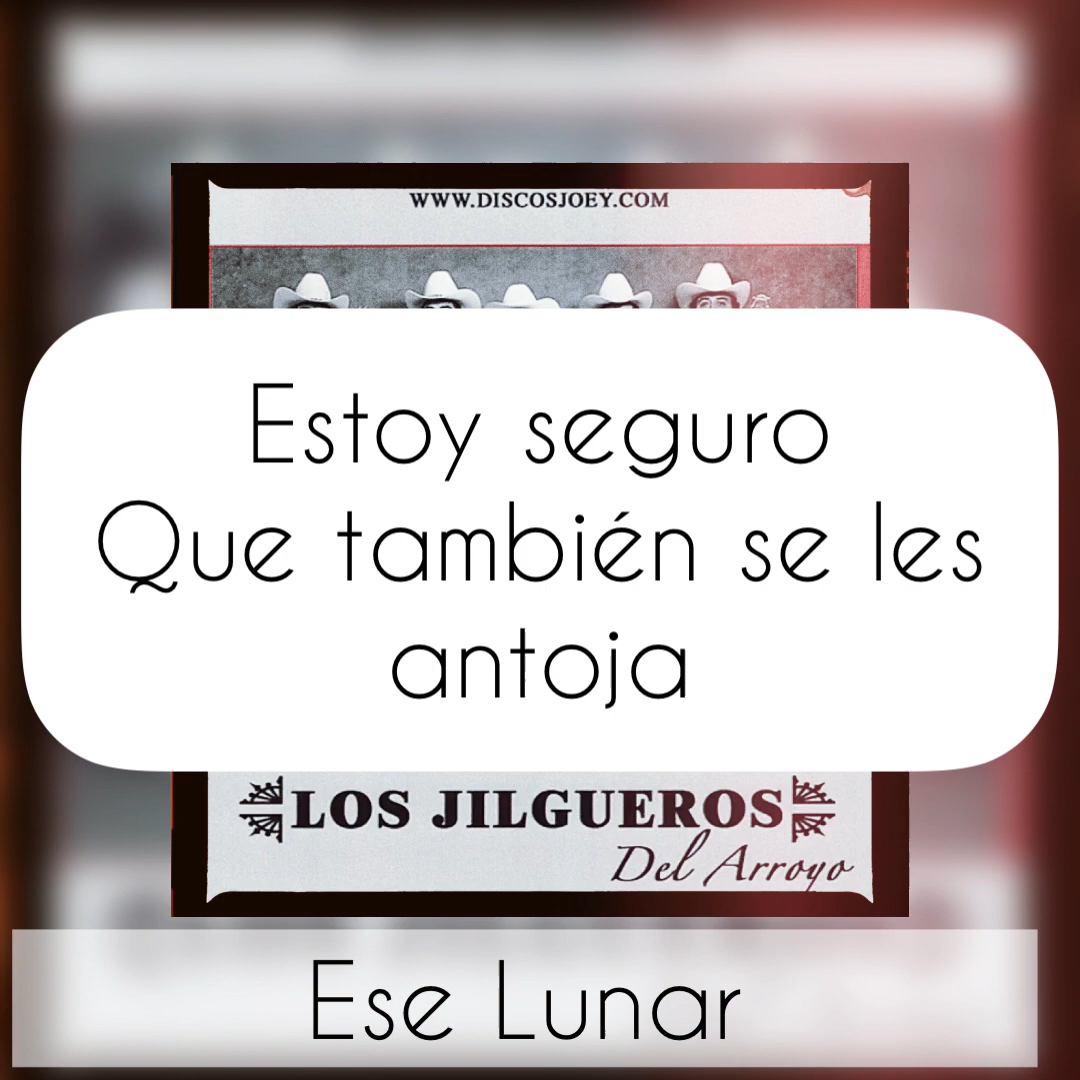 WWW.DISCOSJOEY.COM
Estoy seguro
Que también se les
antoja
LOS JILGUEROS
Del Arroyo
Ese Lunar